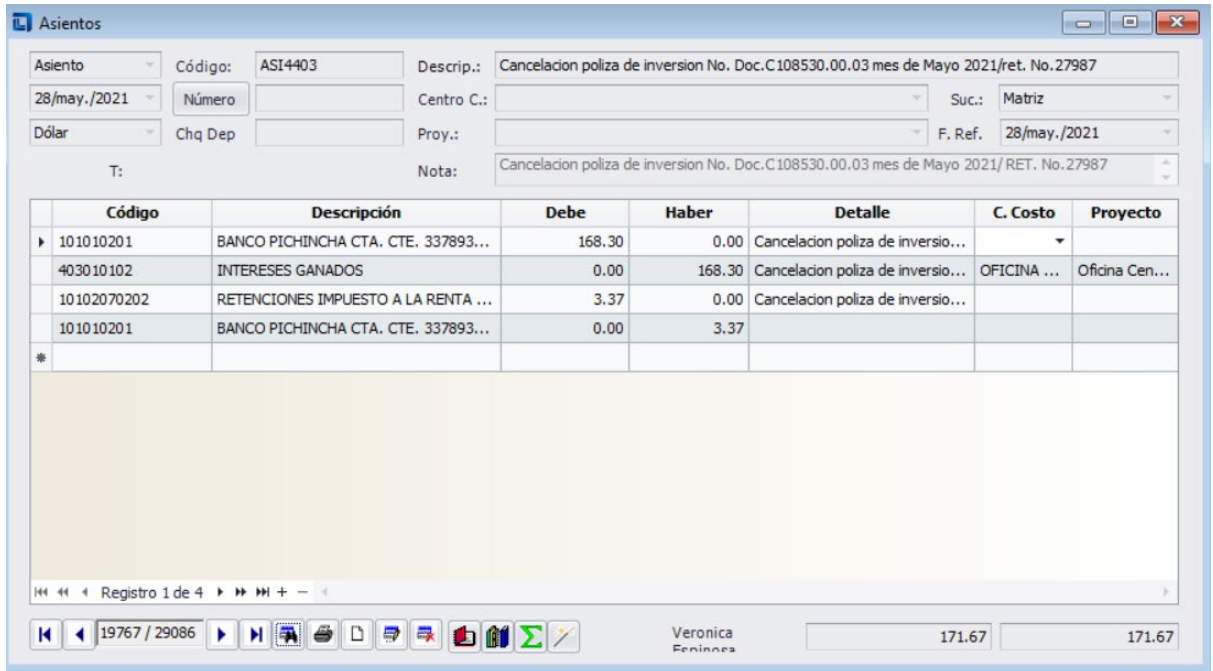 Asientos
Asiento Código: ASI4403 Descrip.: Cancelacion poliza de inversion No. Doc.C108530.00.03 mes de Mayo 2021/ret. No.27987
28/may./2021 Número Centro C.: Suc.: Matriz
Dólar Chq Dep Proy.: F. Ref. 28/may./2021
T: Nota: Cancelacion poliza de inversion No. Doc.C108530.00.03 mes de Mayo 2021/ RET. No.27987
Código Descripción Debe Haber Detalle C. Costo Proyecto
101010201 BANCO PICHINCHA CTA. CTE. 337893... 168.30 0.00 Cancelacion poliza de inversio...
403010102 INTERESES GANADOS 0.00 168.30 Cancelacion poliza de inversio... OFICINA ... Oficina Cen...
10102070202 RETENCIONES IMPUESTO A LA RENTA ... 3.37 0.00 Cancelacion poliza de inversio...
101010201 BANCO PICHINCHA CTA. CTE. 337893... 0.00 3.37
Registro 1 de 4
19767 / 29086 Veronica 171.67 171.67
Espinosa